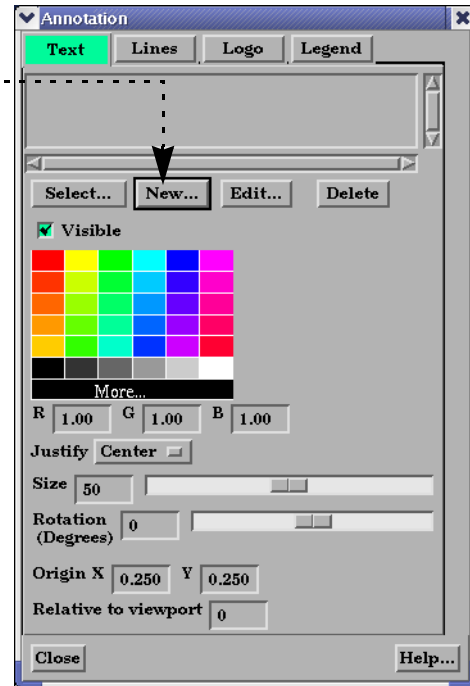 Annotation
Text Lines Logo Legend
Select... New... Edit... Delete
Visible
More...
R 1.00 G 1.00 B 1.00
Justify Center
Size 50
Rotation
(Degrees) 0
Origin X 0.250 Y 0.250
Relative to viewport 0
Close Help...